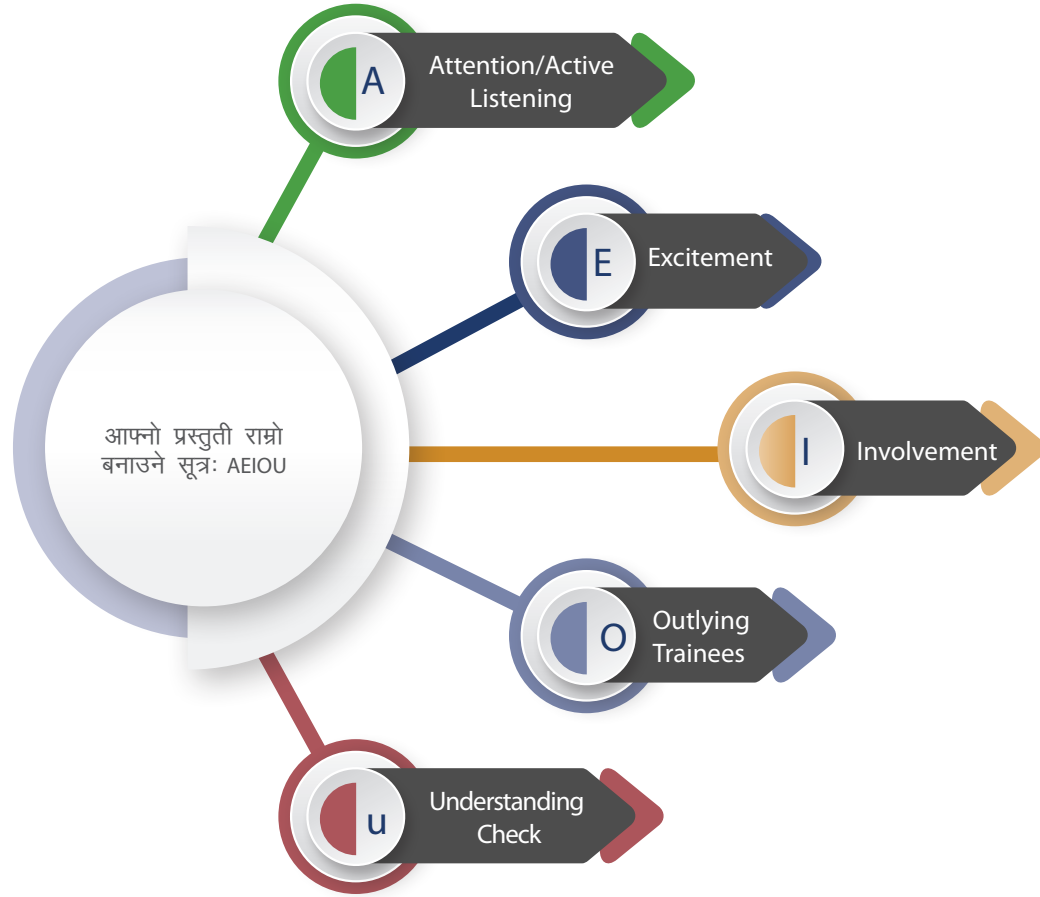 A
Attention/Active
Listening
E
Excitement
आफ्नो प्रस्तुती राम्रो
बनाउने सूत्रः AEIOU
I
Involvement
O
Outlying
Trainees
u
Understanding
Check